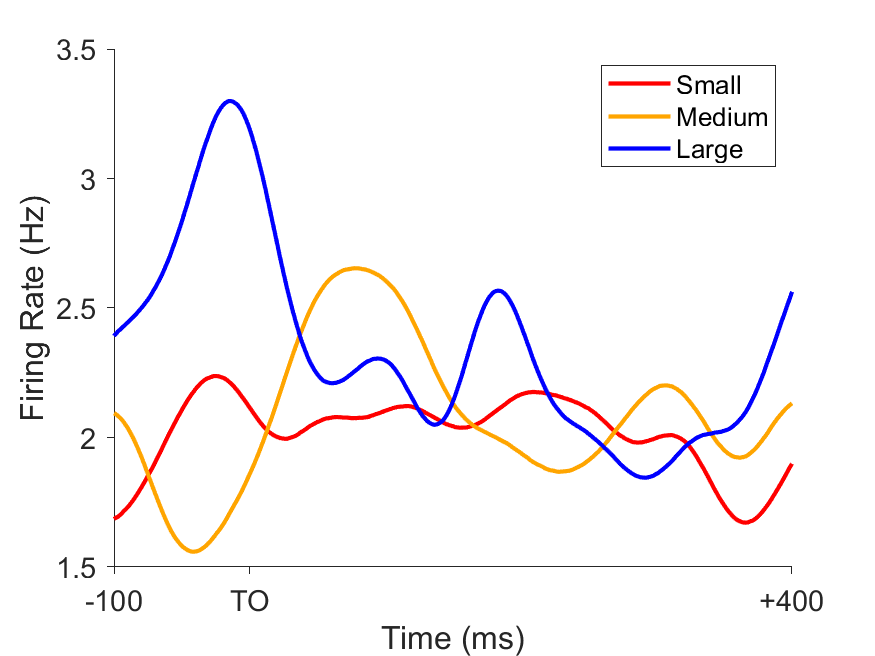 3.5
3
2.5
2
1.5
Firing Rate (Hz)
Small
Medium
Large
-100
TO
+400
Time (ms)